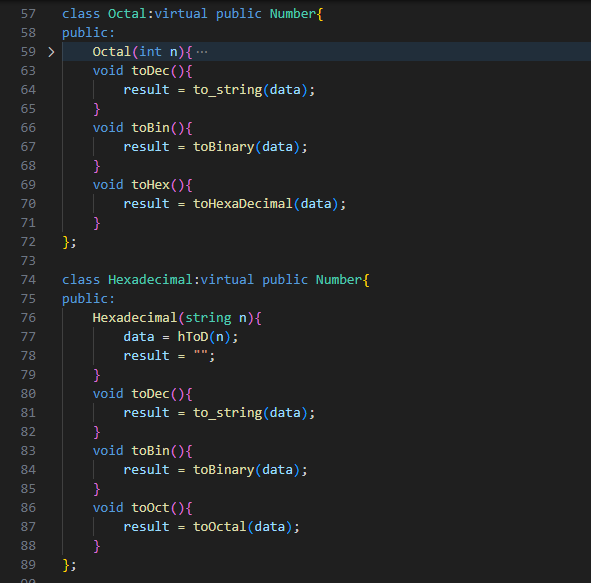 57 class Octal:virtual public Number{
58 public:
59 > Octal(int n){ ···
63 void toDec(){
64 result = to_string(data);
65 }
66 void toBin(){
67 result = toBinary(data);
68 }
69 void toHex(){
70 result = toHexaDecimal(data);
71 }
72 };
73
74 class Hexadecimal:virtual public Number{
75 public:
76 Hexadecimal(string n){
77 data = hToD(n);
78 result = "";
79 }
80 void toDec(){
81 result = to_string(data);
82 }
83 void toBin(){
84 result = toBinary(data);
85 }
86 void toOct(){
87 result = toOctal(data);
88 }
89 };